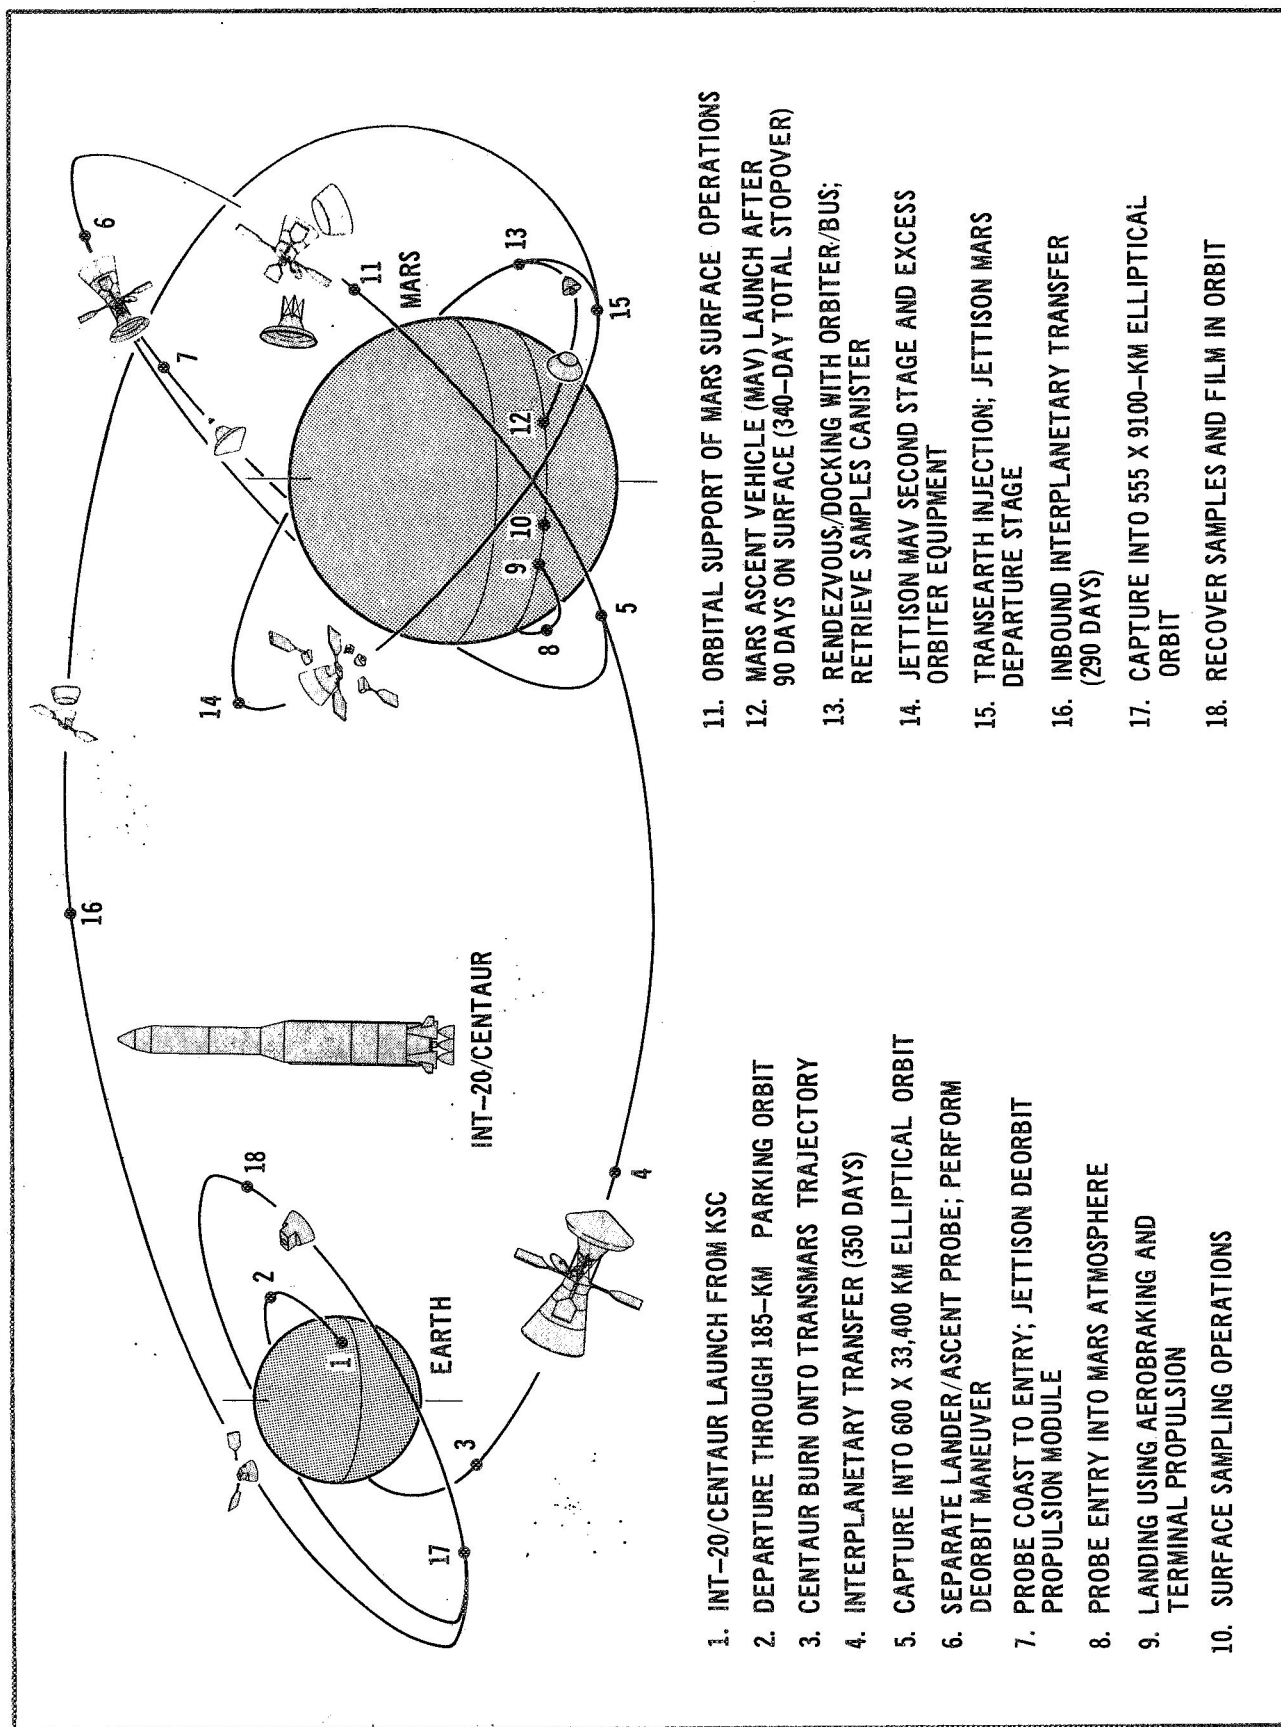 6
16
7
14
11
13
MARS
18
2
INT-20/CENTAUR
12
15
1
EARTH
10
9
8
5
3
17
4
1. INT-20/CENTAUR LAUNCH FROM KSC
2. DEPARTURE THROUGH 185-KM PARKING ORBIT
3. CENTAUR BURN ONTO TRANSMARS TRAJECTORY
4. INTERPLANETARY TRANSFER (350 DAYS)
5. CAPTURE INTO 600 X 33,400 KM ELLIPTICAL ORBIT
6. SEPARATE LANDER/ASCENT PROBE; PERFORM
DEORBIT MANEUVER
7. PROBE COAST TO ENTRY; JETTISON DEORBIT
PROPULSION MODULE
8. PROBE ENTRY INTO MARS ATMOSPHERE
9. LANDING USING AEROBRAKING AND
TERMINAL PROPULSION
10. SURFACE SAMPLING OPERATIONS
11. ORBITAL SUPPORT OF MARS SURFACE OPERATIONS
12. MARS ASCENT VEHICLE (MAV) LAUNCH AFTER
90 DAYS ON SURFACE (340-DAY TOTAL STOPOVER)
13. RENDEZVOUS/DOCKING WITH ORBITER/BUS;
RETRIEVE SAMPLES CANISTER
14. JETTISON MAV SECOND STAGE AND EXCESS
ORBITER EQUIPMENT
15. TRANSEARTH INJECTION; JETTISON MARS
DEPARTURE STAGE
16. INBOUND INTERPLANETARY TRANSFER
(290 DAYS)
17. CAPTURE INTO 555 X 9100-KM ELLIPTICAL
ORBIT
18. RECOVER SAMPLES AND FILM IN ORBIT